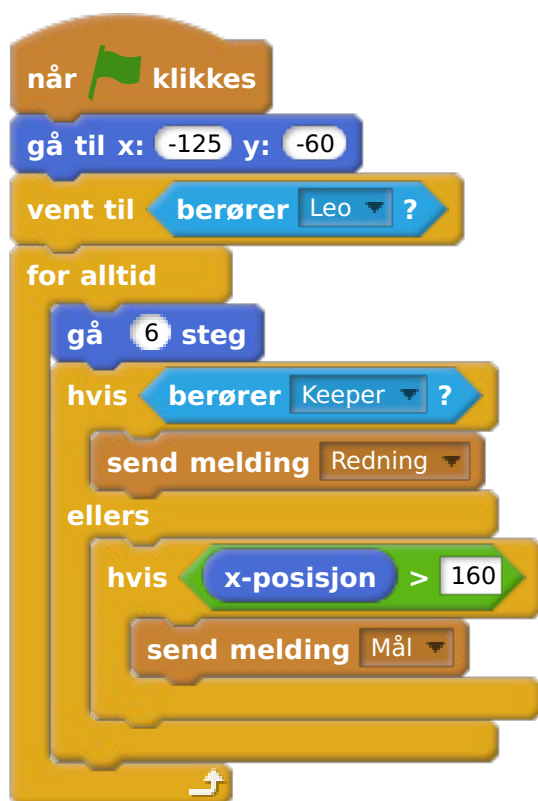 når klikkes
gå til x: -125 y: -60
vent til berører Leo ?
for alltid
gå 6 steg
hvis berører Keeper ?
send melding Redning
ellers
hvis x-posisjon > 160
send melding Mål